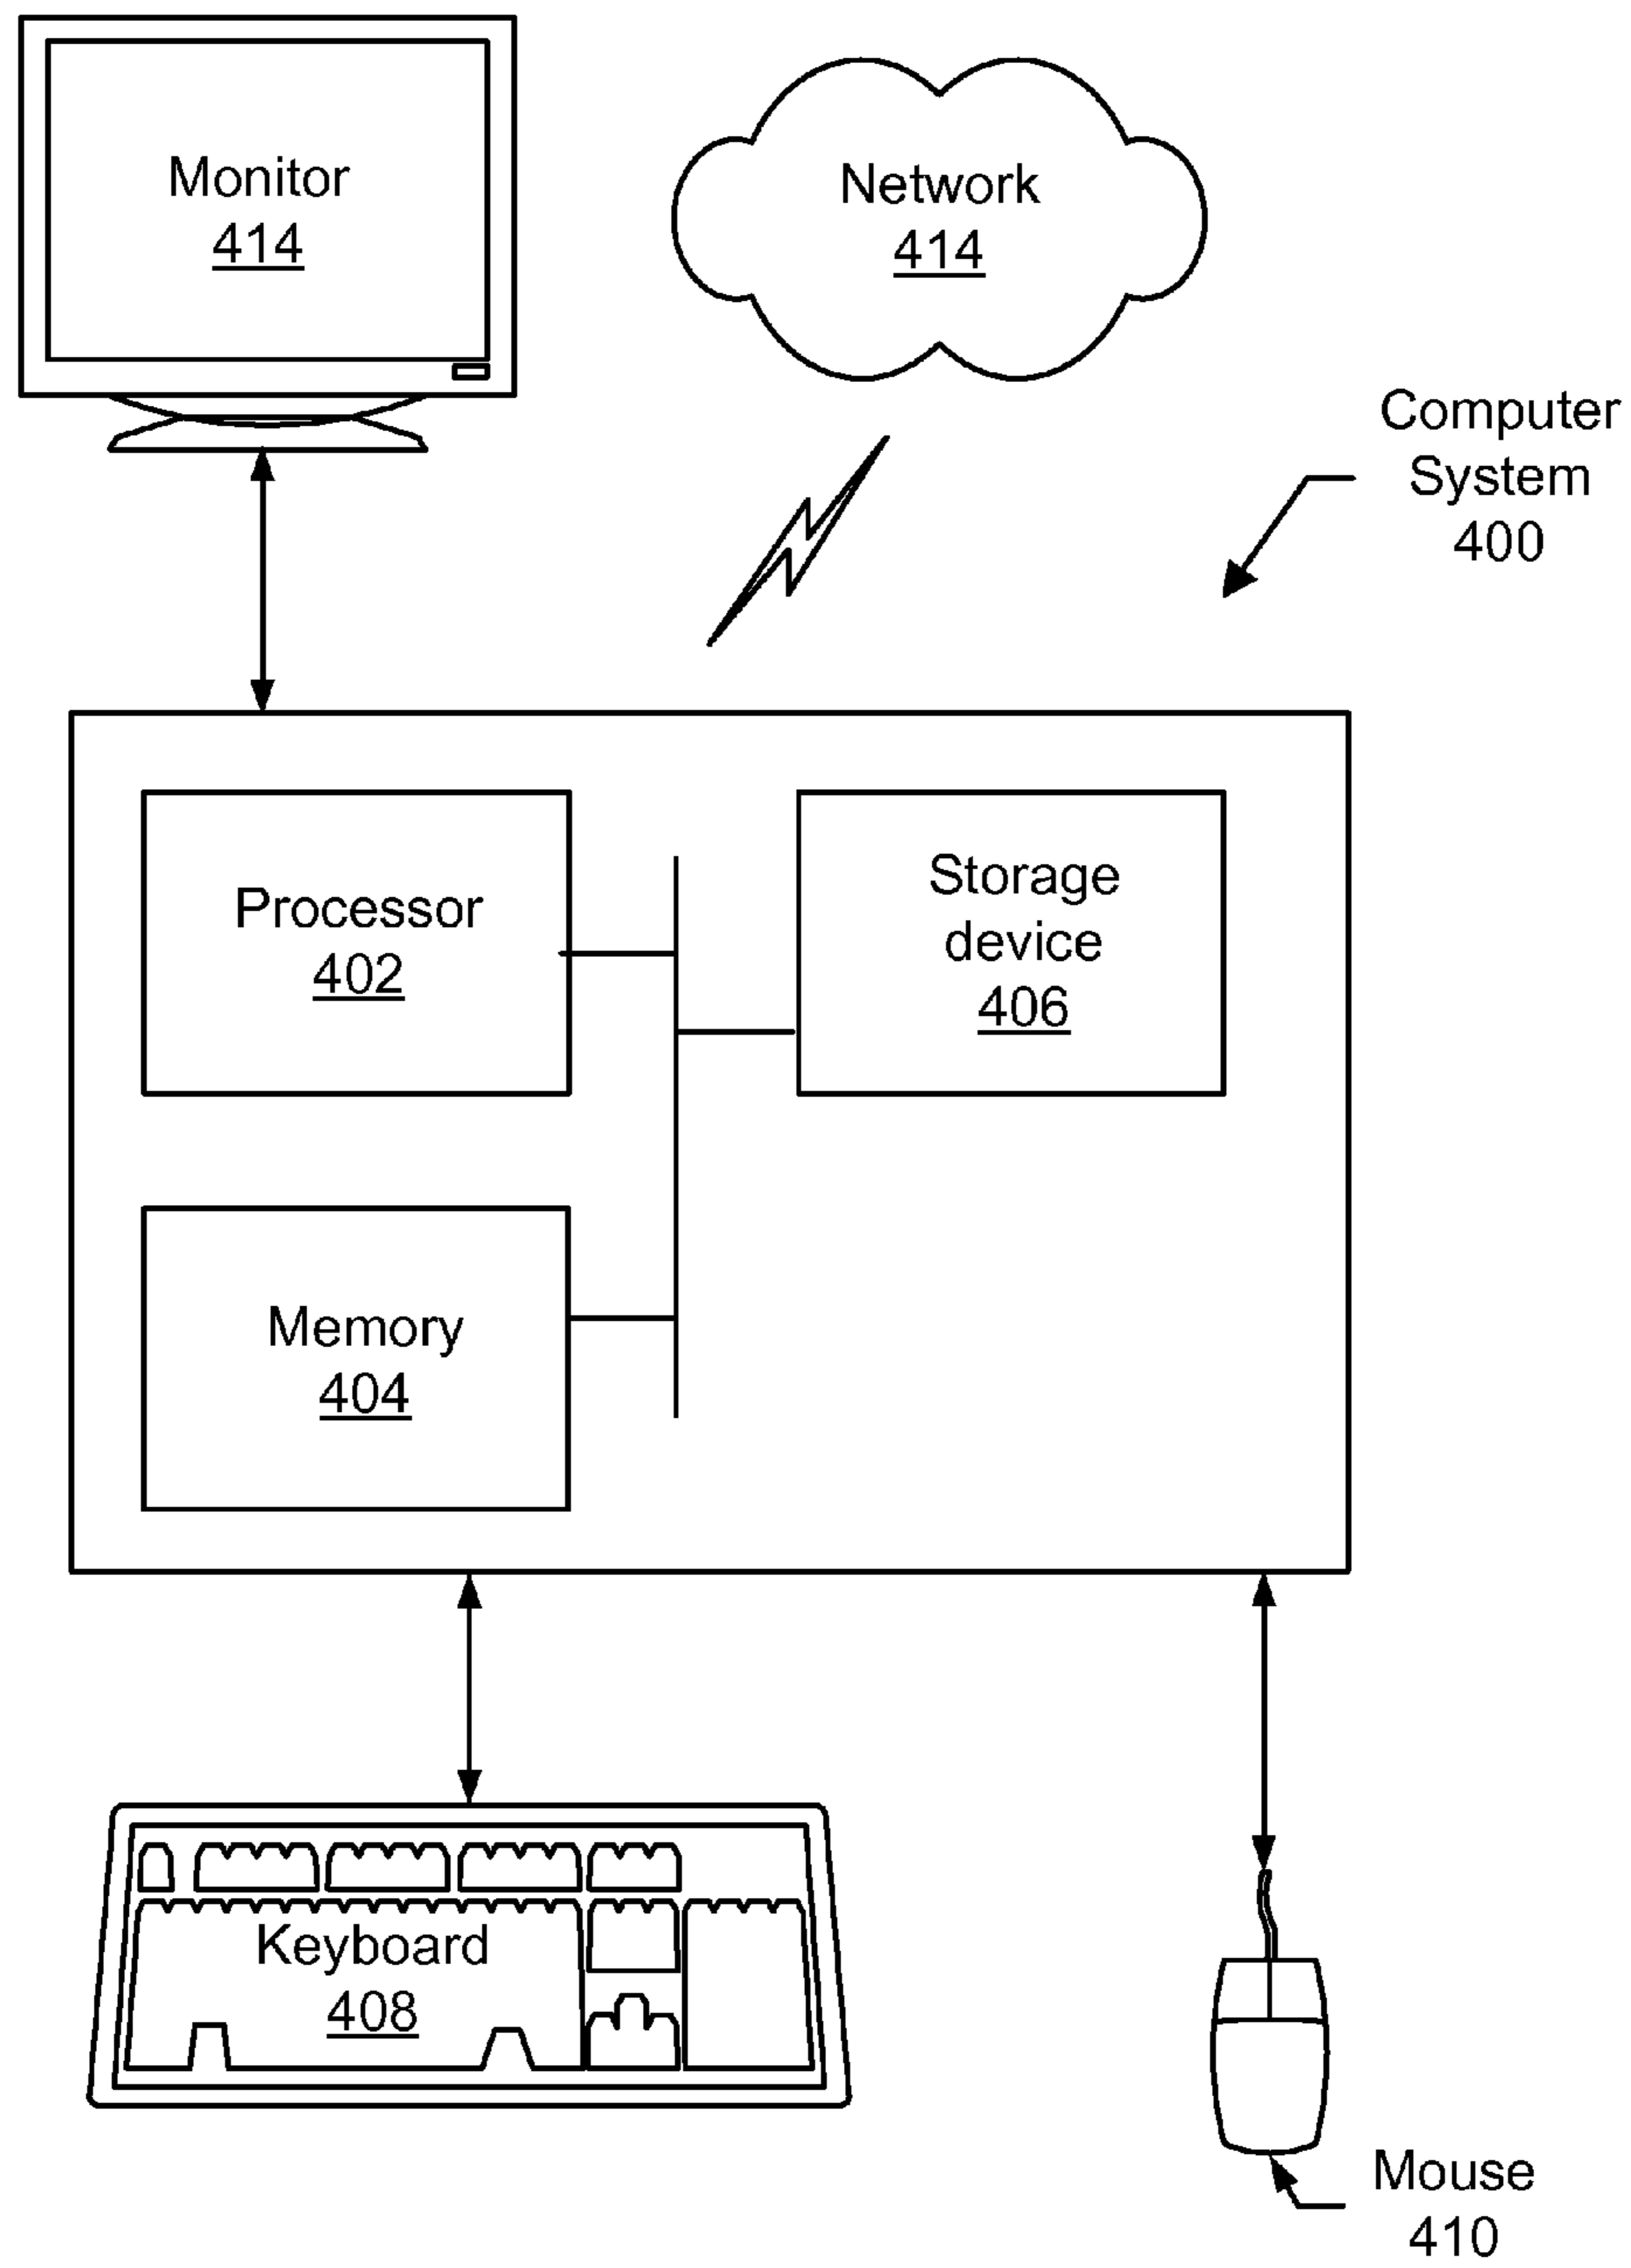 Monitor
414
Network
414
Computer
System
400
Processor
402
Storage
device
406
Memory
404
Keyboard
408
Mouse
410